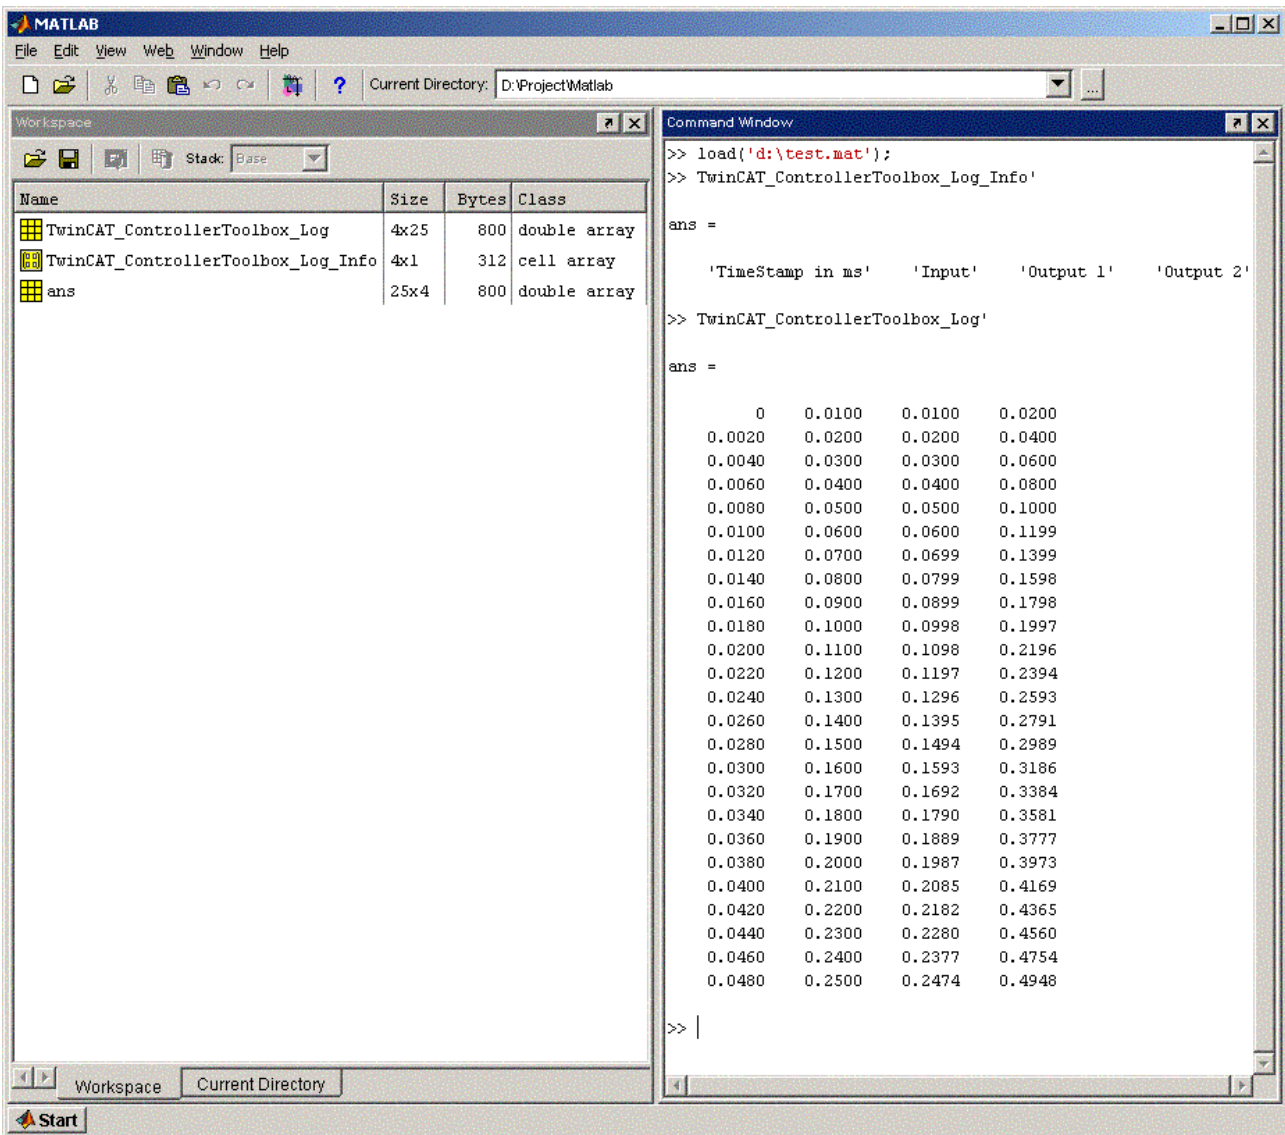 MATLAB
File Edit View Web Window Help
Current Directory: D:\Project\Matlab ...
Workspace
Stack: Base
Name Size Bytes Class
TwinCAT_ControllerToolbox_Log 4x25 800 double array
TwinCAT_ControllerToolbox_Log_Info 4x1 312 cell array
ans 25x4 800 double array
Workspace Current Directory
Command Window
>> load('d:\test.mat');
>> TwinCAT_ControllerToolbox_Log_Info'
ans =
'TimeStamp in ms' 'Input' 'Output 1' 'Output 2'
>> TwinCAT_ControllerToolbox_Log'
ans =
0 0.0100 0.0100 0.0200
0.0020 0.0200 0.0200 0.0400
0.0040 0.0300 0.0300 0.0600
0.0060 0.0400 0.0400 0.0800
0.0080 0.0500 0.0500 0.1000
0.0100 0.0600 0.0600 0.1199
0.0120 0.0700 0.0699 0.1399
0.0140 0.0800 0.0799 0.1598
0.0160 0.0900 0.0899 0.1798
0.0180 0.1000 0.0998 0.1997
0.0200 0.1100 0.1098 0.2196
0.0220 0.1200 0.1197 0.2394
0.0240 0.1300 0.1296 0.2593
0.0260 0.1400 0.1395 0.2791
0.0280 0.1500 0.1494 0.2989
0.0300 0.1600 0.1593 0.3186
0.0320 0.1700 0.1692 0.3384
0.0340 0.1800 0.1790 0.3581
0.0360 0.1900 0.1889 0.3777
0.0380 0.2000 0.1987 0.3973
0.0400 0.2100 0.2085 0.4169
0.0420 0.2200 0.2182 0.4365
0.0440 0.2300 0.2280 0.4560
0.0460 0.2400 0.2377 0.4754
0.0480 0.2500 0.2474 0.4948
>>
Start